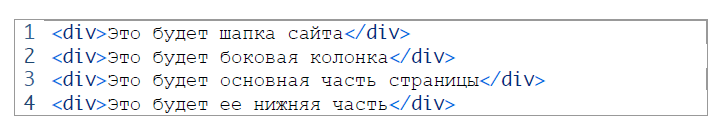 1 <div>Это будет шапка сайта</div>
2 <div>Это будет боковая колонка</div>
3 <div>Это будет основная часть страницы</div>
4 <div>Это будет ее нижняя часть</div>